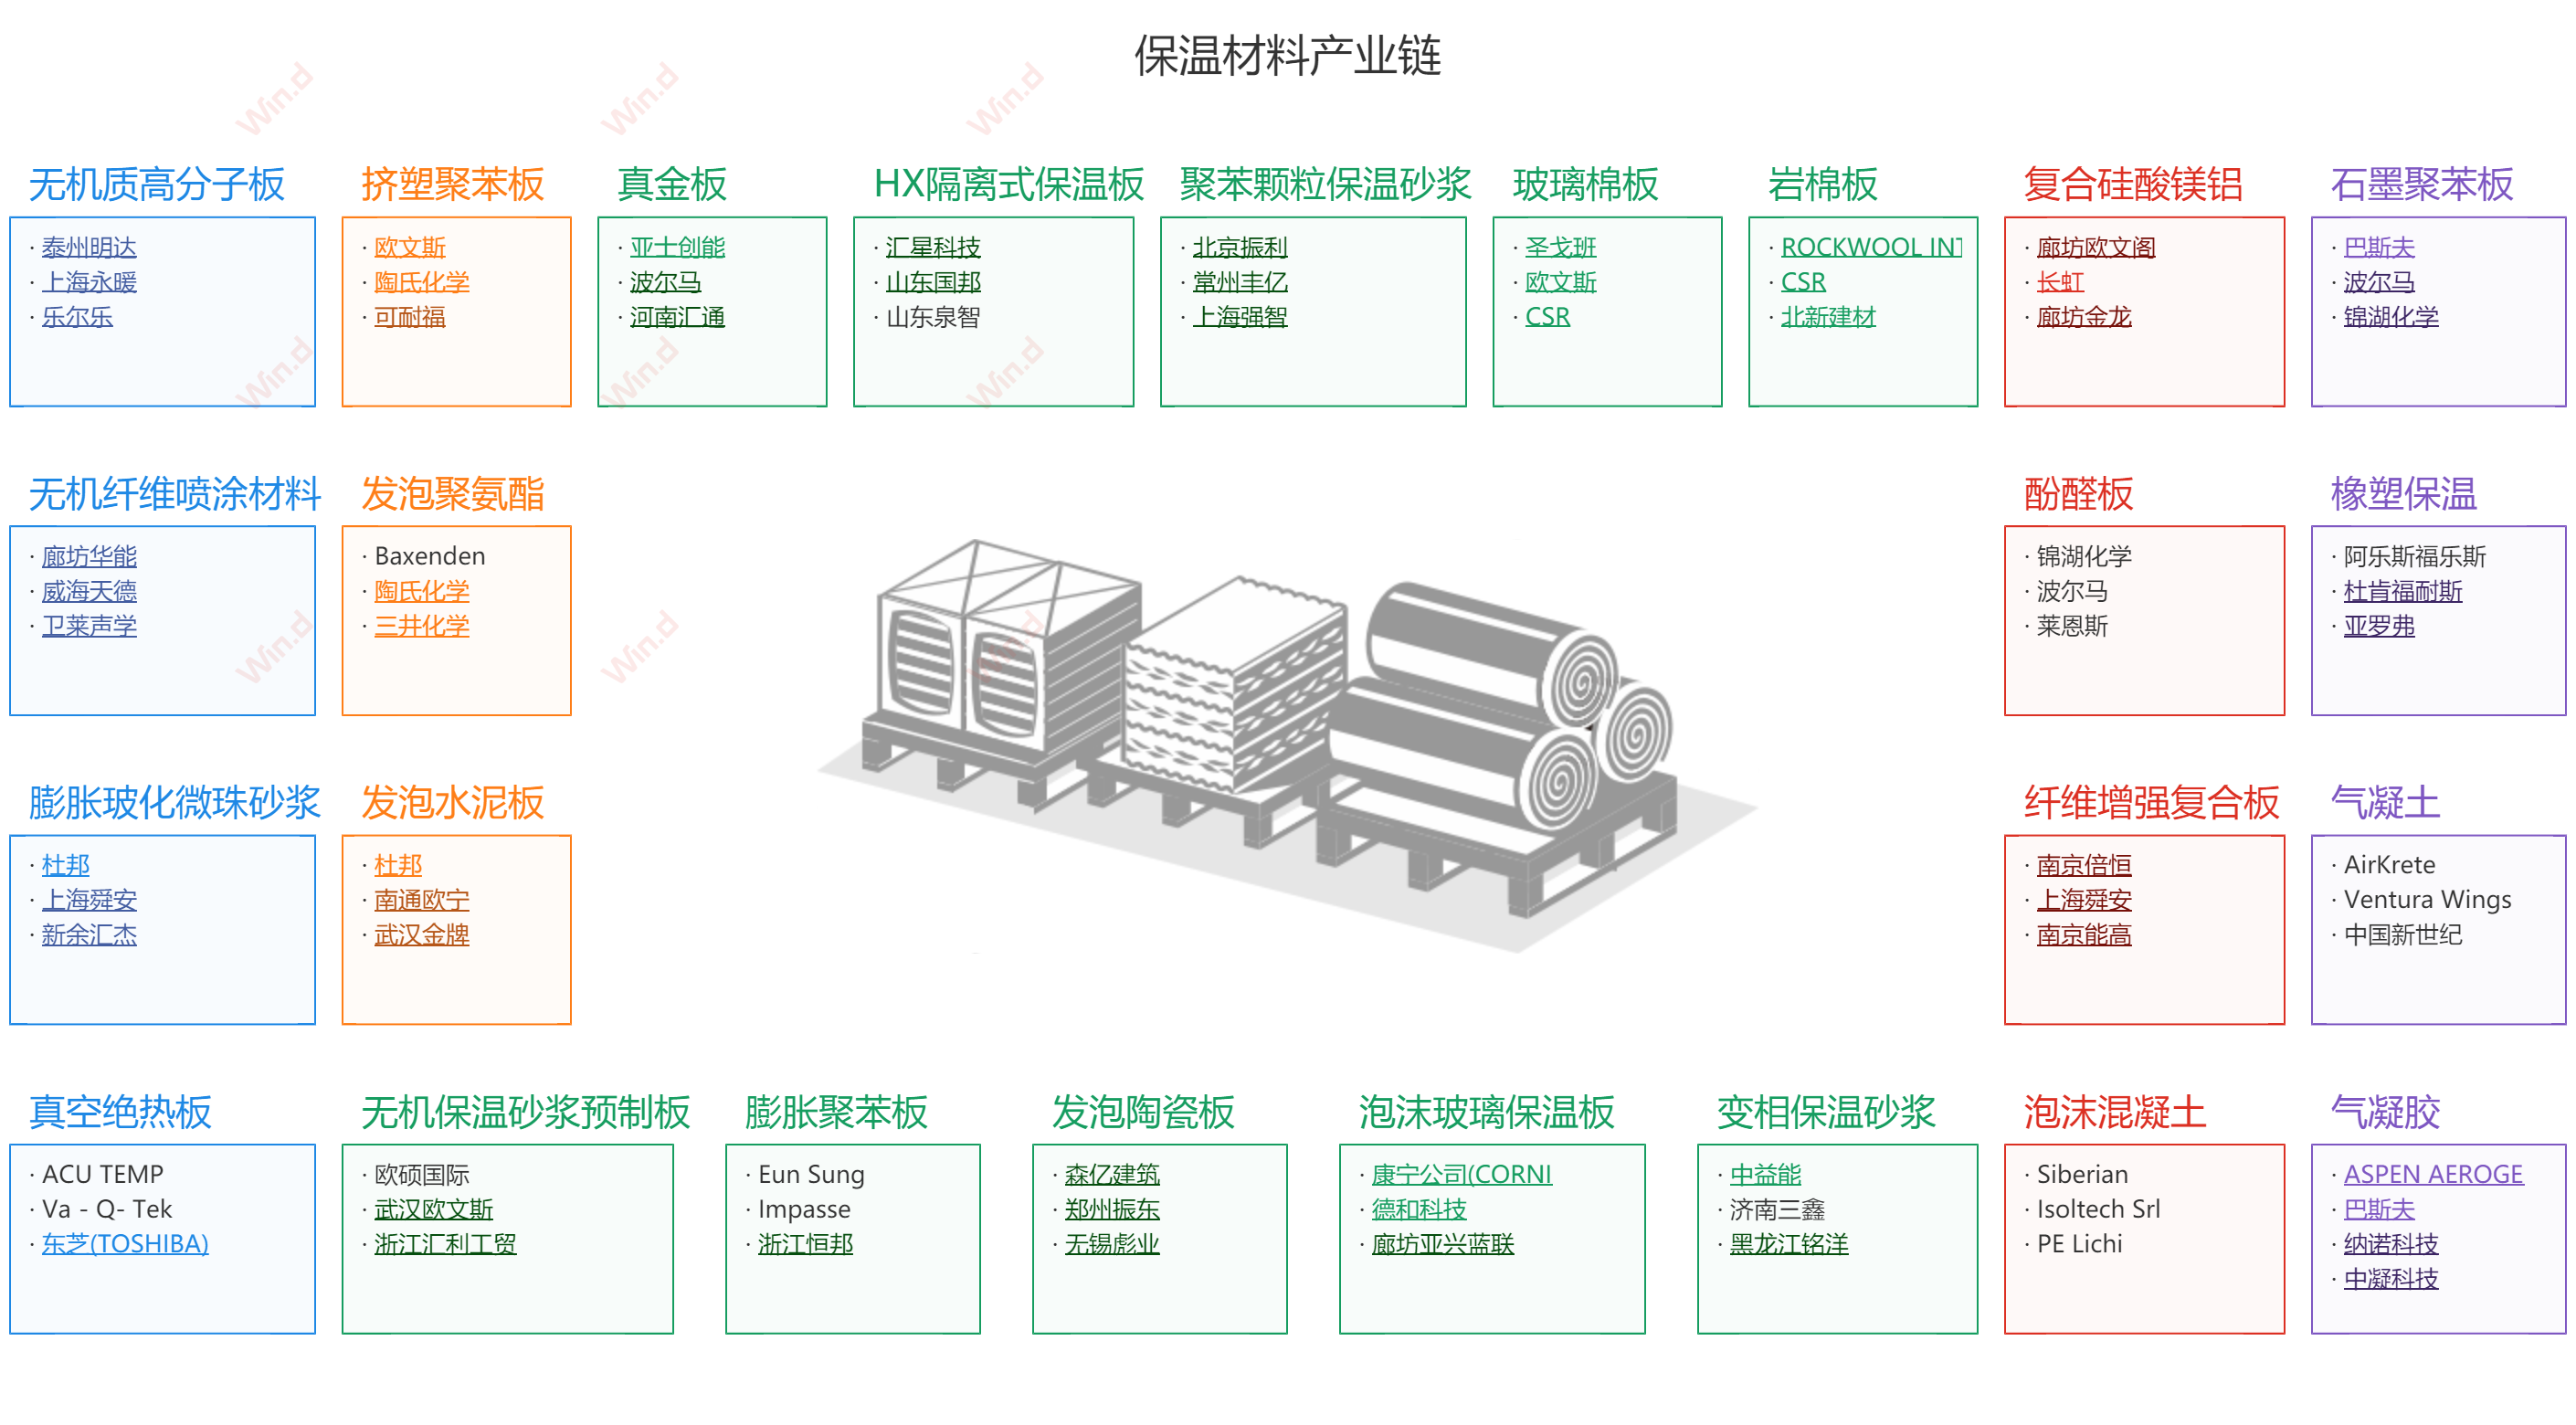 保温材料产业链
无机质高分子板
· 泰州明达
· 上海永暖
· 乐尔乐
挤塑聚苯板
· 欧文斯
· 陶氏化学
· 可耐福
真金板
· 亚士创能
· 波尔马
· 河南汇通
HX隔离式保温板
· 汇星科技
· 山东国邦
· 山东泉智
聚苯颗粒保温砂浆
· 北京振利
· 常州丰亿
· 上海强智
玻璃棉板
· 圣戈班
· 欧文斯
· CSR
岩棉板
· ROCKWOOL INT
· CSR
· 北新建材
复合硅酸镁铝
· 廊坊欧文阁
· 长虹
· 廊坊金龙
石墨聚苯板
· 巴斯夫
· 波尔马
· 锦湖化学
无机纤维喷涂材料
· 廊坊华能
· 威海天德
· 卫莱声学
发泡聚氨酯
· Baxenden
· 陶氏化学
· 三井化学
酚醛板
· 锦湖化学
· 波尔马
· 莱恩斯
橡塑保温
· 阿乐斯福乐斯
· 杜肯福耐斯
· 亚罗弗
膨胀玻化微珠砂浆
· 杜邦
· 上海舜安
· 新余汇杰
发泡水泥板
· 杜邦
· 南通欧宁
· 武汉金牌
纤维增强复合板
· 南京倍恒
· 上海舜安
· 南京能高
气凝土
· AirKrete
· Ventura Wings
· 中国新世纪
真空绝热板
· ACU TEMP
· Va - Q- Tek
· 东芝(TOSHIBA)
无机保温砂浆预制板
· 欧硕国际
· 武汉欧文斯
· 浙江汇利工贸
膨胀聚苯板
· Eun Sung
· Impasse
· 浙江恒邦
发泡陶瓷板
· 森亿建筑
· 郑州振东
· 无锡彪业
泡沫玻璃保温板
· 康宁公司(CORNI
· 德和科技
· 廊坊亚兴蓝联
变相保温砂浆
· 中益能
· 济南三鑫
· 黑龙江铭洋
泡沫混凝土
· Siberian
· Isoltech Srl
· PE Lichi
气凝胶
· ASPEN AEROGE
· 巴斯夫
· 纳诺科技
· 中凝科技
Win.d
Win.d
Win.d
Win.d
Win.d
Win.d
Win.d
Win.d
Win.d